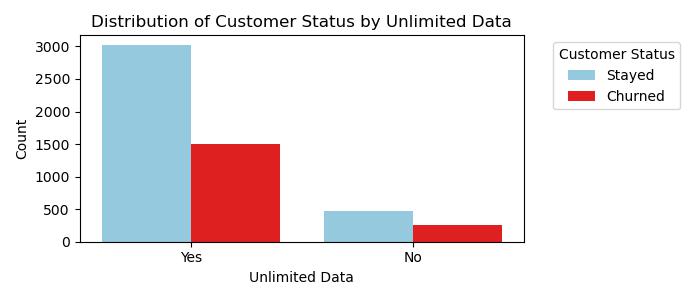 Distribution of Customer Status by Unlimited Data
Customer Status
Stayed
Churned
Count
3000
2500
2000
1500
1000
500
0
Yes
No
Unlimited Data